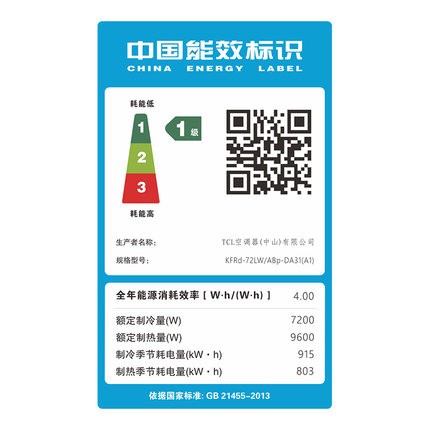 中国能效标识
CHINA ENERGY LABEL
耗能低
1
2
3
1级
耗能高
生产者名称: TCL空调器(中山)有限公司
规格型号: KFRd-72LW/ABp-DA31(A1)
全年能源消耗效率[W·h/(W·h)] 4.00
额定制冷量(W) 7200
额定制热量(W) 9600
制冷季节耗电量(kW·h) 915
制热季节耗电量(kW·h) 803
依据国家标准: GB 21455-2013